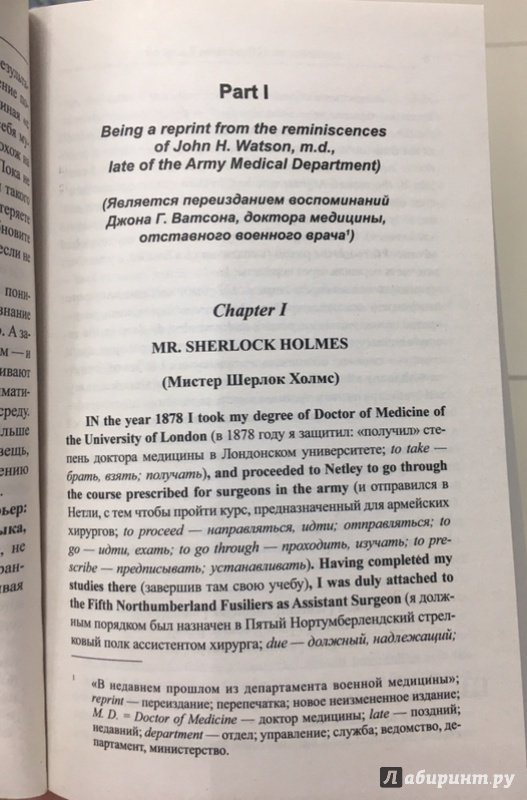 Part I
Being a reprint from the reminiscences
of John H. Watson, m.d.,
late of the Army Medical Department)
(Является переизданием воспоминаний
Джона Г. Ватсона, доктора медицины,
отставного военного врача¹)
Chapter I
MR. SHERLOCK HOLMES
(Мистер Шерлок Холмс)
IN the year 1878 I took my degree of Doctor of Medicine of
the University of London (в 1878 году я защитил: «получил» сте-
пень доктора медицины в Лондонском университете; to take —
брать, взять; получать), and proceeded to Netley to go through
the course prescribed for surgeons in the army (и отправился в
Нетли, с тем чтобы пройти курс, предназначенный для армейских
хирургов; to proceed — направляться, идти; отправляться; to
go — идти, ехать; to go through — проходить, изучать; to pre-
scribe — предписывать; устанавливать). Having completed my
studies there (завершив там свою учебу), I was duly attached to
the Fifth Northumberland Fusiliers as Assistant Surgeon (я долж-
ным порядком был назначен в Пятый Нортумберлендский стрел-
ковый полк ассистентом хирурга; due — должный, надлежащий;
¹ «В недавнем прошлом из департамента военной медицины»;
reprint — переиздание; перепечатка; новое неизмененное издание;
M. D. = Doctor of Medicine — доктор медицины; late — поздний;
недавний; department — отдел; управление; служба; ведомство, де-
партамент, министерство.
Лабиринт.ру